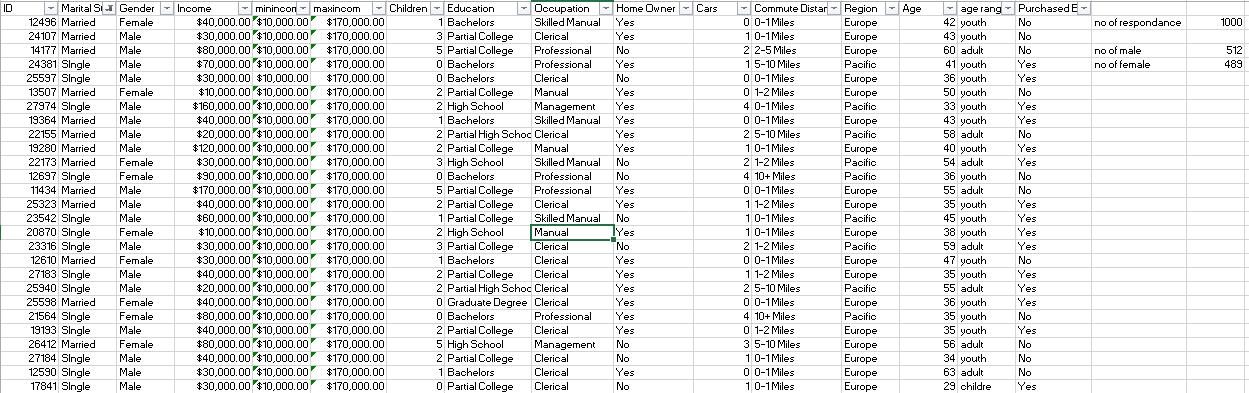 ID Marital St Gender Income minincom maxincom Children Education Occupation Home Owner Cars Commute Distar Region Age age rang Purchased E
12496 Married Female $40,000.00 $10,000.00 $170,000.00 1 Bachelors Skilled Manual Yes 0 0-1 Miles Europe 42 youth No no of respondance 1000
24107 Married Male $30,000.00 $10,000.00 $170,000.00 3 Partial College Clerical Yes 1 0-1 Miles Europe 43 youth No
14177 Married Male $80,000.00 $10,000.00 $170,000.00 5 Partial College Professional No 2 2-5 Miles Europe 60 adult No no of male 512
24381 SIngle Male $70,000.00 $10,000.00 $170,000.00 0 Bachelors Professional Yes 1 5-10 Miles Pacific 41 youth Yes no of female 489
25597 SIngle Male $30,000.00 $10,000.00 $170,000.00 0 Bachelors Clerical No 0 0-1 Miles Europe 36 youth Yes
13507 Married Female $10,000.00 $10,000.00 $170,000.00 2 Partial College Manual Yes 0 1-2 Miles Europe 50 youth No
27974 SIngle Male $160,000.00 $10,000.00 $170,000.00 2 High School Management Yes 4 0-1 Miles Pacific 33 youth Yes
19364 Married Male $40,000.00 $10,000.00 $170,000.00 1 Bachelors Skilled Manual Yes 0 0-1 Miles Europe 43 youth Yes
22155 Married Male $20,000.00 $10,000.00 $170,000.00 2 Partial High Schoo Clerical Yes 2 5-10 Miles Pacific 58 adult No
19280 Married Male $120,000.00 $10,000.00 $170,000.00 2 Partial College Manual Yes 1 0-1 Miles Europe 40 youth Yes
22173 Married Female $30,000.00 $10,000.00 $170,000.00 3 High School Skilled Manual No 2 1-2 Miles Pacific 54 adult Yes
12697 SIngle Female $90,000.00 $10,000.00 $170,000.00 0 Bachelors Professional No 4 10+ Miles Pacific 36 youth No
11434 Married Male $170,000.00 $10,000.00 $170,000.00 5 Partial College Professional Yes 0 0-1 Miles Europe 55 adult No
25323 Married Male $40,000.00 $10,000.00 $170,000.00 2 Partial College Clerical Yes 1 1-2 Miles Europe 35 youth Yes
23542 SIngle Male $60,000.00 $10,000.00 $170,000.00 1 Partial College Skilled Manual No 1 0-1 Miles Pacific 45 youth Yes
20870 SIngle Female $10,000.00 $10,000.00 $170,000.00 2 High School Manual Yes 1 0-1 Miles Europe 38 youth Yes
23316 SIngle Male $30,000.00 $10,000.00 $170,000.00 3 Partial College Clerical No 2 1-2 Miles Pacific 59 adult Yes
12610 Married Female $30,000.00 $10,000.00 $170,000.00 1 Bachelors Clerical Yes 0 0-1 Miles Europe 47 youth No
27183 SIngle Male $40,000.00 $10,000.00 $170,000.00 2 Partial College Clerical Yes 1 1-2 Miles Europe 35 youth Yes
25940 SIngle Male $20,000.00 $10,000.00 $170,000.00 2 Partial High Schoo Clerical Yes 2 5-10 Miles Pacific 55 adult Yes
25598 Married Female $40,000.00 $10,000.00 $170,000.00 0 Graduate Degree Clerical Yes 0 0-1 Miles Europe 36 youth Yes
21564 SIngle Female $80,000.00 $10,000.00 $170,000.00 0 Bachelors Professional Yes 4 10+ Miles Pacific 35 youth No
19193 SIngle Male $40,000.00 $10,000.00 $170,000.00 2 Partial College Clerical Yes 0 1-2 Miles Europe 35 youth Yes
26412 Married Female $80,000.00 $10,000.00 $170,000.00 5 High School Management No 3 5-10 Miles Europe 56 adult No
27184 SIngle Male $40,000.00 $10,000.00 $170,000.00 2 Partial College Clerical No 1 0-1 Miles Europe 34 youth No
12590 SIngle Male $30,000.00 $10,000.00 $170,000.00 1 Bachelors Clerical Yes 0 0-1 Miles Europe 63 adult No
17841 SIngle Male $30,000.00 $10,000.00 $170,000.00 0 Partial College Clerical No 1 0-1 Miles Europe 29 childre Yes